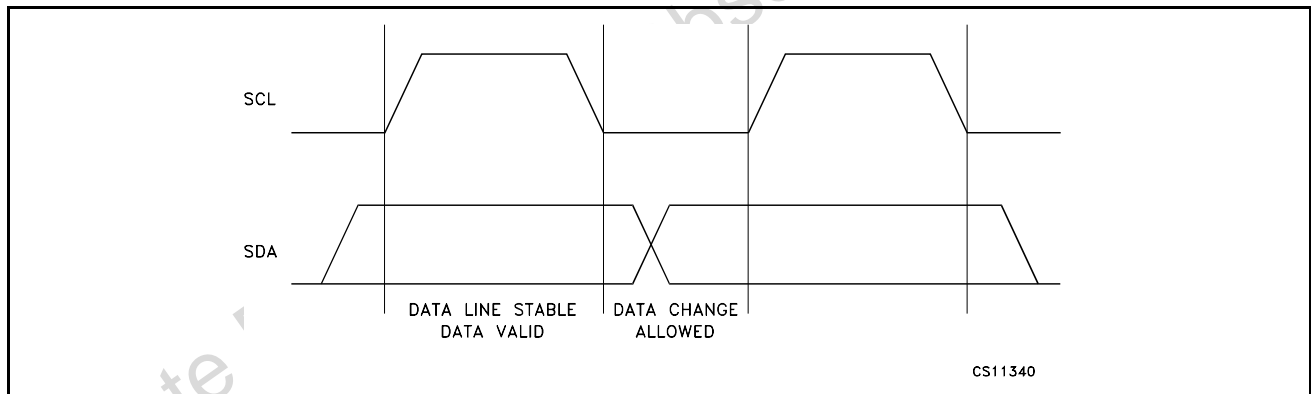 SCL
SDA
DATA LINE STABLE
DATA VALID
DATA CHANGE
ALLOWED
CS11340